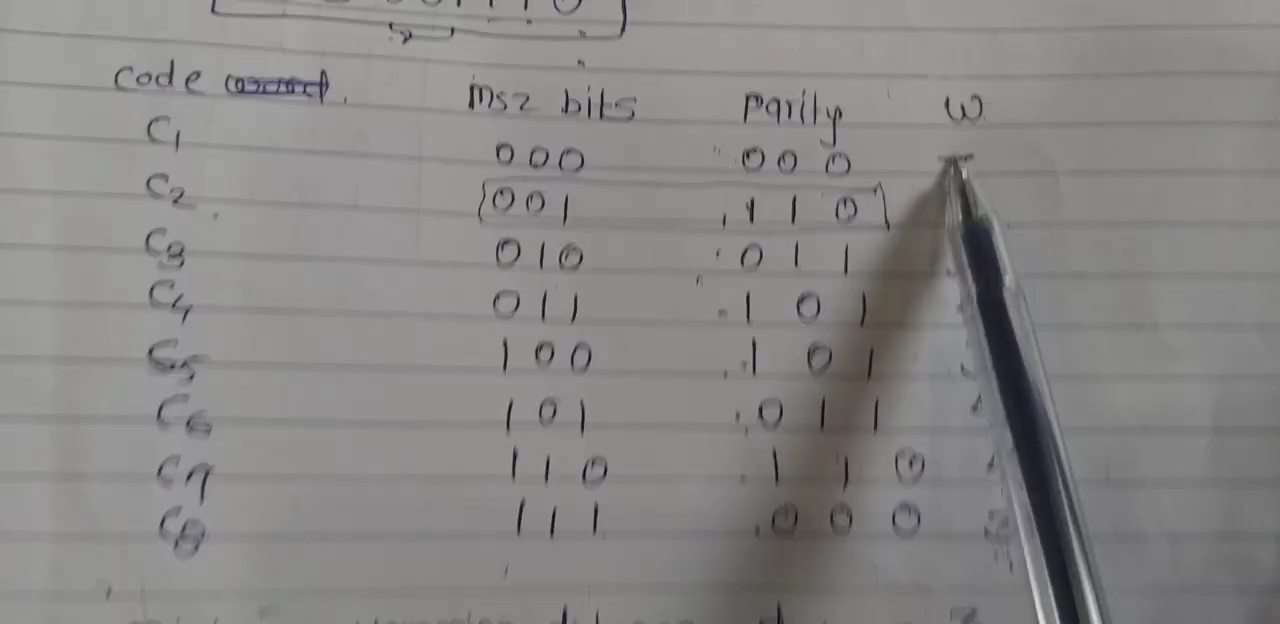 code msz bits parity w
C1 000 000
C2 001 110
C3 010 011
C4 011 101
C5 100 101
C6 101 011
C7 110 110
C8 111 000